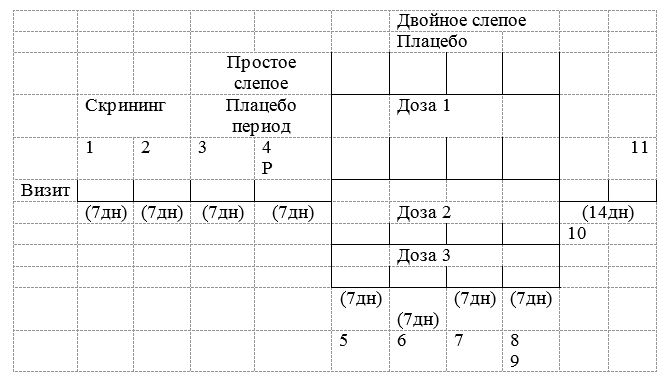 Двойное слепое
Плацебо
Простое
слепое
Скрининг Плацебо Доза 1
период
1 2 3 4 11
Р
Визит
(7дн) (7дн) (7дн) (7дн) Доза 2 (14дн)
10
Доза 3
(7дн) (7дн) (7дн)
(7дн)
5 6 7 8
9